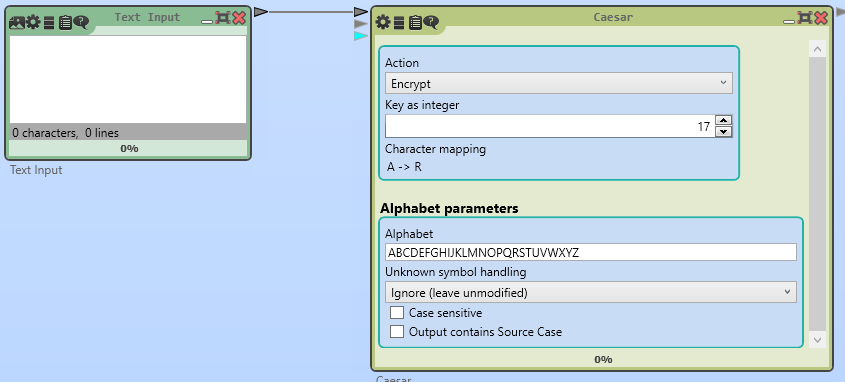 Text Input
0 characters, 0 lines
0%
Text Input
Caesar
Action
Encrypt
Key as integer
17
Character mapping
A -> R
Alphabet parameters
Alphabet
ABCDEFGHIJKLMNOPQRSTUVWXYZ
Unknown symbol handling
Ignore (leave unmodified)
Case sensitive
Output contains Source Case
0%
Caesar